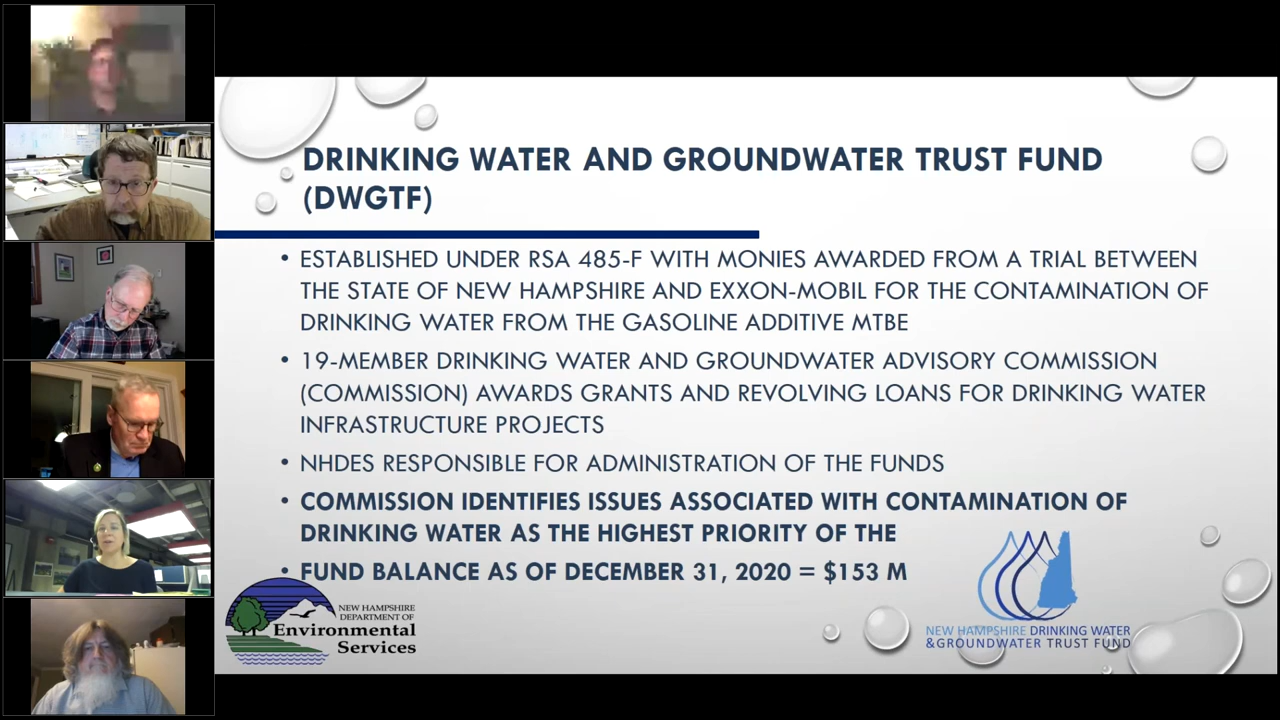 DRINKING WATER AND GROUNDWATER TRUST FUND
(DWGTF)
• ESTABLISHED UNDER RSA 485-F WITH MONIES AWARDED FROM A TRIAL BETWEEN
THE STATE OF NEW HAMPSHIRE AND EXXON-MOBIL FOR THE CONTAMINATION OF
DRINKING WATER FROM THE GASOLINE ADDITIVE MTBE
• 19-MEMBER DRINKING WATER AND GROUNDWATER ADVISORY COMMISSION
(COMMISSION) AWARDS GRANTS AND REVOLVING LOANS FOR DRINKING WATER
INFRASTRUCTURE PROJECTS
• NHDES RESPONSIBLE FOR ADMINISTRATION OF THE FUNDS
• COMMISSION IDENTIFIES ISSUES ASSOCIATED WITH CONTAMINATION OF
DRINKING WATER AS THE HIGHEST PRIORITY OF THE
• FUND BALANCE AS OF DECEMBER 31, 2020 = $153 M
NEW HAMPSHIRE
DEPARTMENT OF
Environmental
Services
NEW HAMPSHIRE DRINKING WATER
&GROUNDWATER TRUST FUND